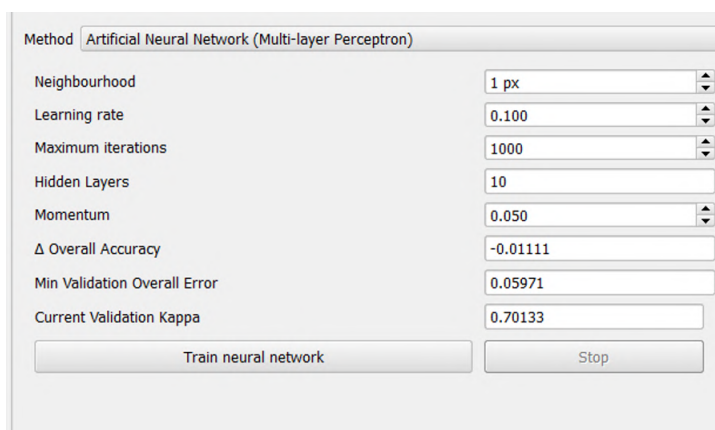 Method Artificial Neural Network (Multi-layer Perceptron)
Neighbourhood 1 px
Learning rate 0.100
Maximum iterations 1000
Hidden Layers 10
Momentum 0.050
Δ Overall Accuracy -0.01111
Min Validation Overall Error 0.05971
Current Validation Kappa 0.70133
Train neural network Stop